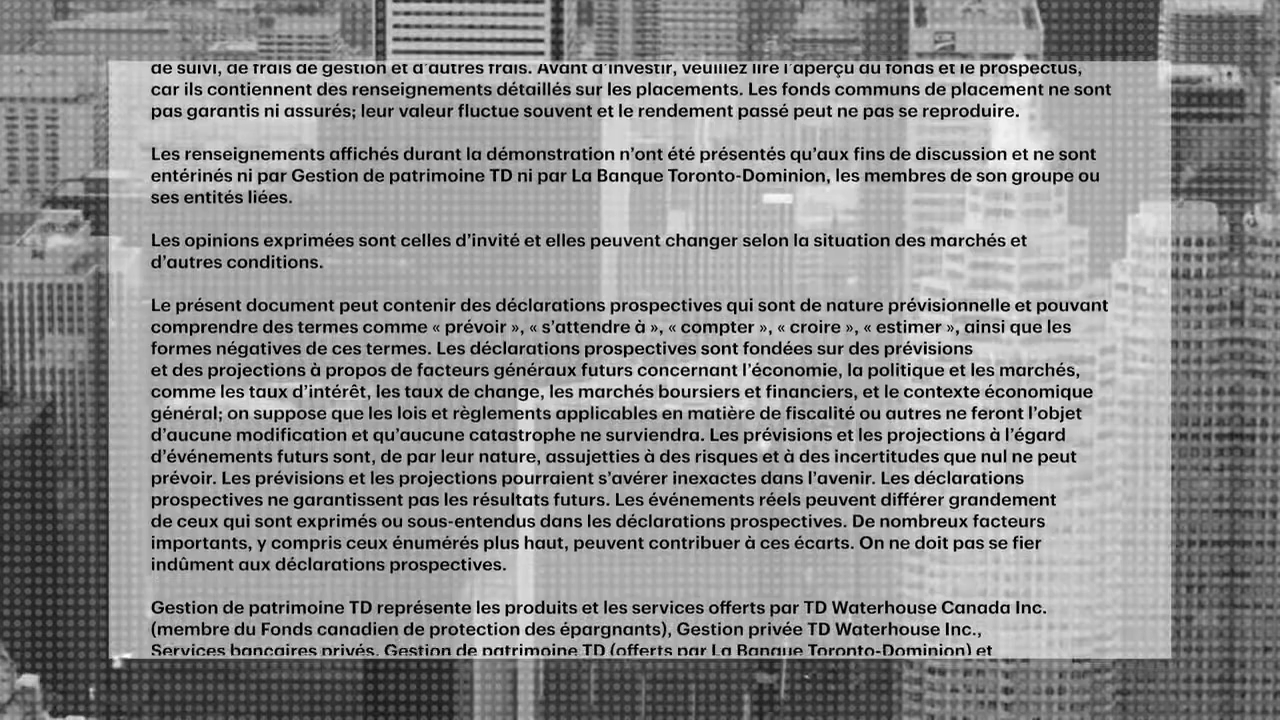 de suivi, de frais de gestion et d'autres frais. Avant d'investir, veuillez lire l'aperçu du fonds et le prospectus,
car ils contiennent des renseignements détaillés sur les placements. Les fonds communs de placement ne sont
pas garantis ni assurés; leur valeur fluctue souvent et le rendement passé peut ne pas se reproduire.
Les renseignements affichés durant la démonstration n'ont été présentés qu'aux fins de discussion et ne sont
entérinés ni par Gestion de patrimoine TD ni par La Banque Toronto-Dominion, les membres de son groupe ou
ses entités liées.
Les opinions exprimées sont celles d'invité et elles peuvent changer selon la situation des marchés et
d'autres conditions.
Le présent document peut contenir des déclarations prospectives qui sont de nature prévisionnelle et pouvant
comprendre des termes comme « prévoir », « s'attendre à », « compter », « croire », « estimer », ainsi que les
formes négatives de ces termes. Les déclarations prospectives sont fondées sur des prévisions
et des projections à propos de facteurs généraux futurs concernant l'économie, la politique et les marchés,
comme les taux d'intérêt, les taux de change, les marchés boursiers et financiers, et le contexte économique
général; on suppose que les lois et règlements applicables en matière de fiscalité ou autres ne feront l'objet
d'aucune modification et qu'aucune catastrophe ne surviendra. Les prévisions et les projections à l'égard
d'événements futurs sont, de par leur nature, assujetties à des risques et à des incertitudes que nul ne peut
prévoir. Les prévisions et les projections pourraient s'avérer inexactes dans l'avenir. Les déclarations
prospectives ne garantissent pas les résultats futurs. Les événements réels peuvent différer grandement
de ceux qui sont exprimés ou sous-entendus dans les déclarations prospectives. De nombreux facteurs
importants, y compris ceux énumérés plus haut, peuvent contribuer à ces écarts. On ne doit pas se fier
indûment aux déclarations prospectives.
Gestion de patrimoine TD représente les produits et les services offerts par TD Waterhouse Canada Inc.
(membre du Fonds canadien de protection des épargnants), Gestion privée TD Waterhouse Inc.,
Services bancaires privés, Gestion de patrimoine TD (offerts par La Banque Toronto-Dominion) et